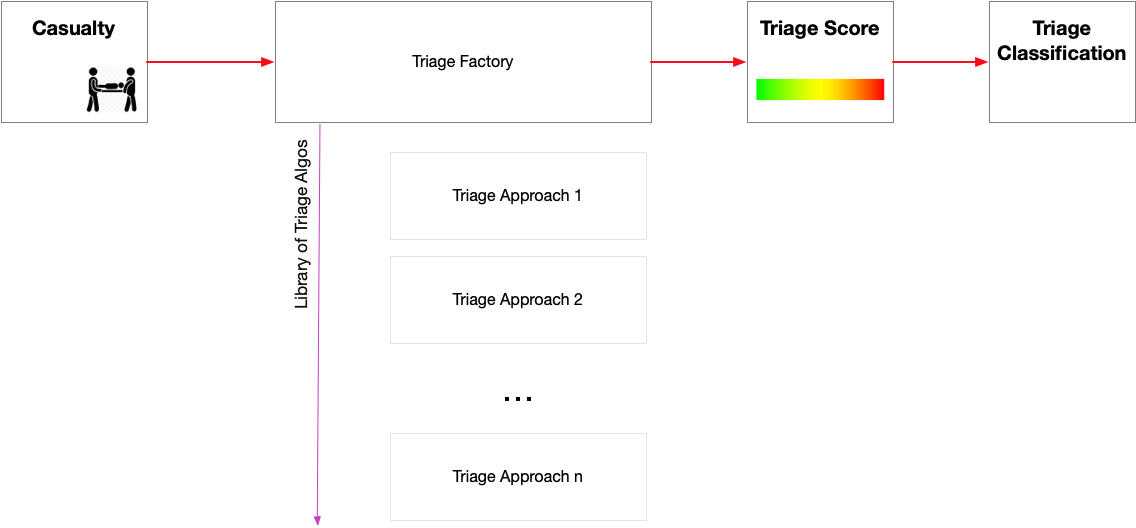 Casualty
Triage Factory
Triage Score
Triage
Classification
Library of Triage Algos
Triage Approach 1
Triage Approach 2
...
Triage Approach n